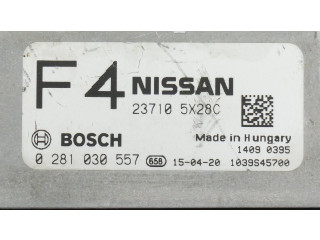 F4 NISSAN
23710 5X28C
BOSCH
Made in Hungary
1409 0395
0 281 030 557 658 15-04-20 1039S45700